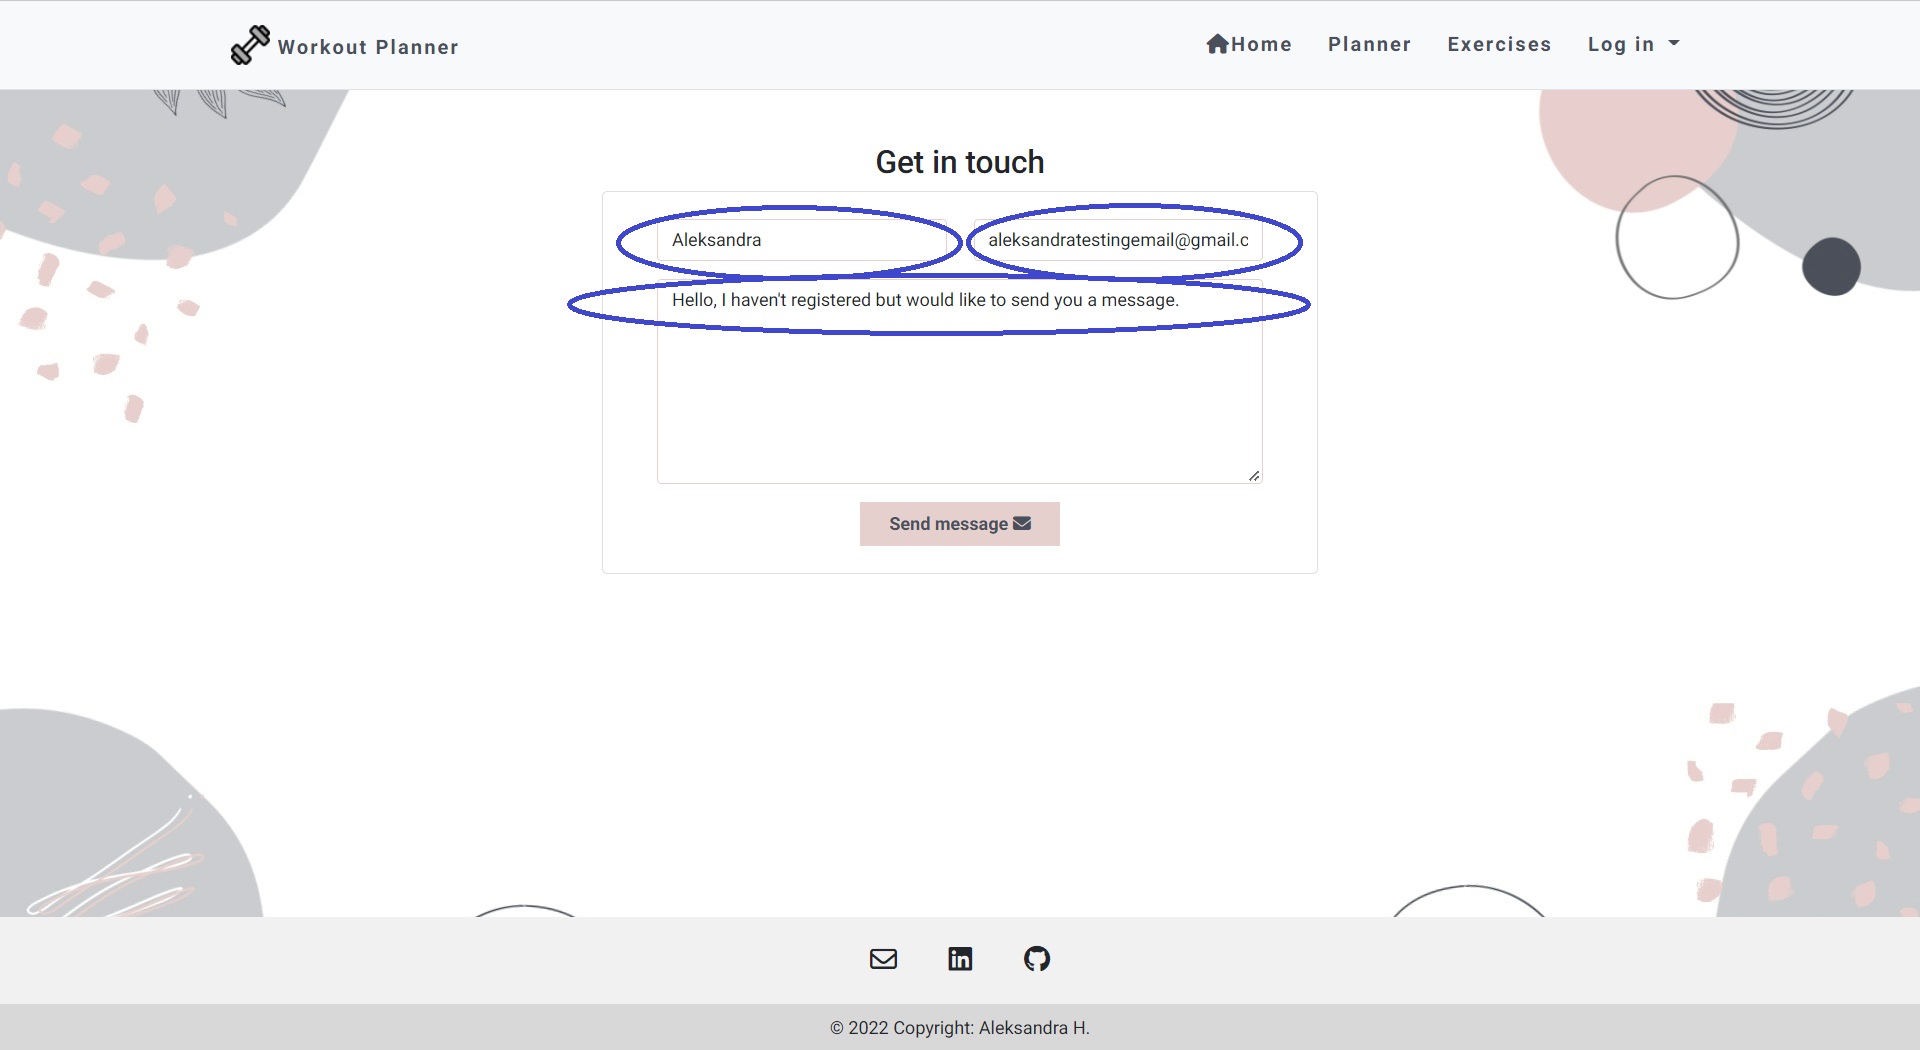 Workout Planner
Home Planner Exercises Log in
Get in touch
Aleksandra
aleksandratestingemail@gmail.c
Hello, I haven't registered but would like to send you a message.
Send message
in
© 2022 Copyright: Aleksandra H.